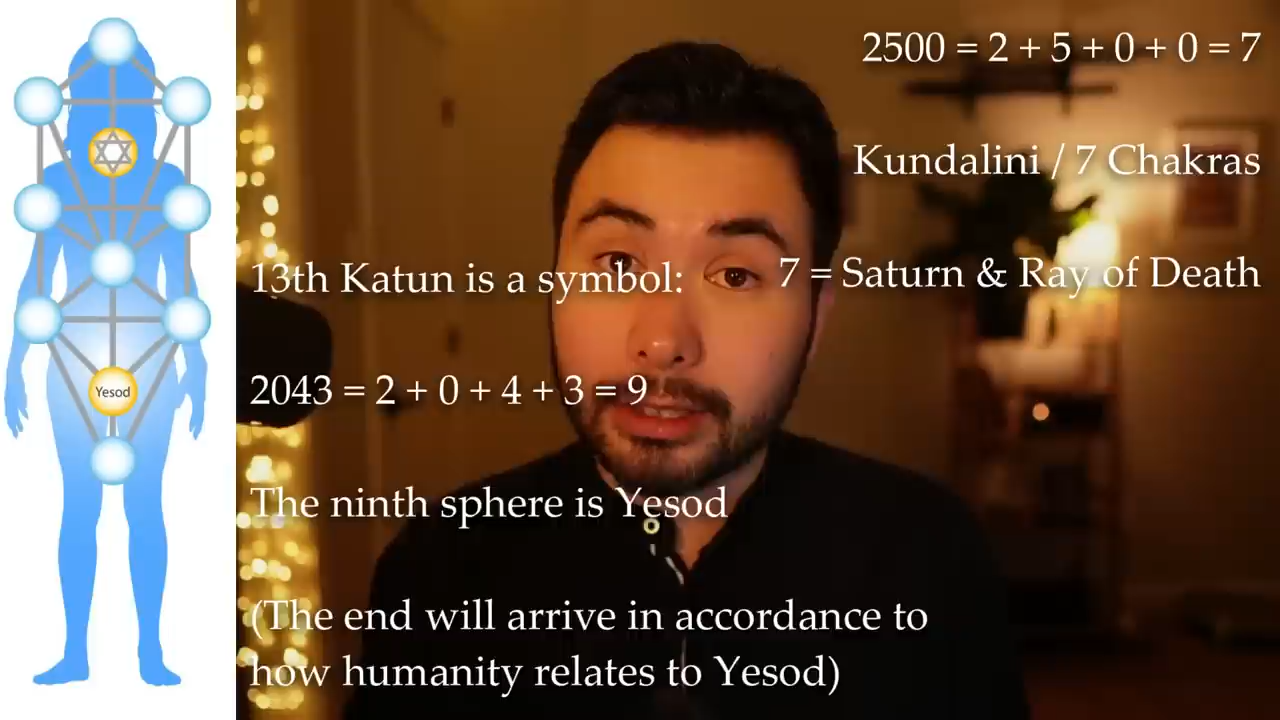 2500 = 2 + 5 + 0 + 0 = 7
Kundalini / 7 Chakras
7 = Saturn & Ray of Death
13th Katun is a symbol:
2043 = 2 + 0 + 4 + 3 = 9
The ninth sphere is Yesod
(The end will arrive in accordance to
how humanity relates to Yesod)
Yesod